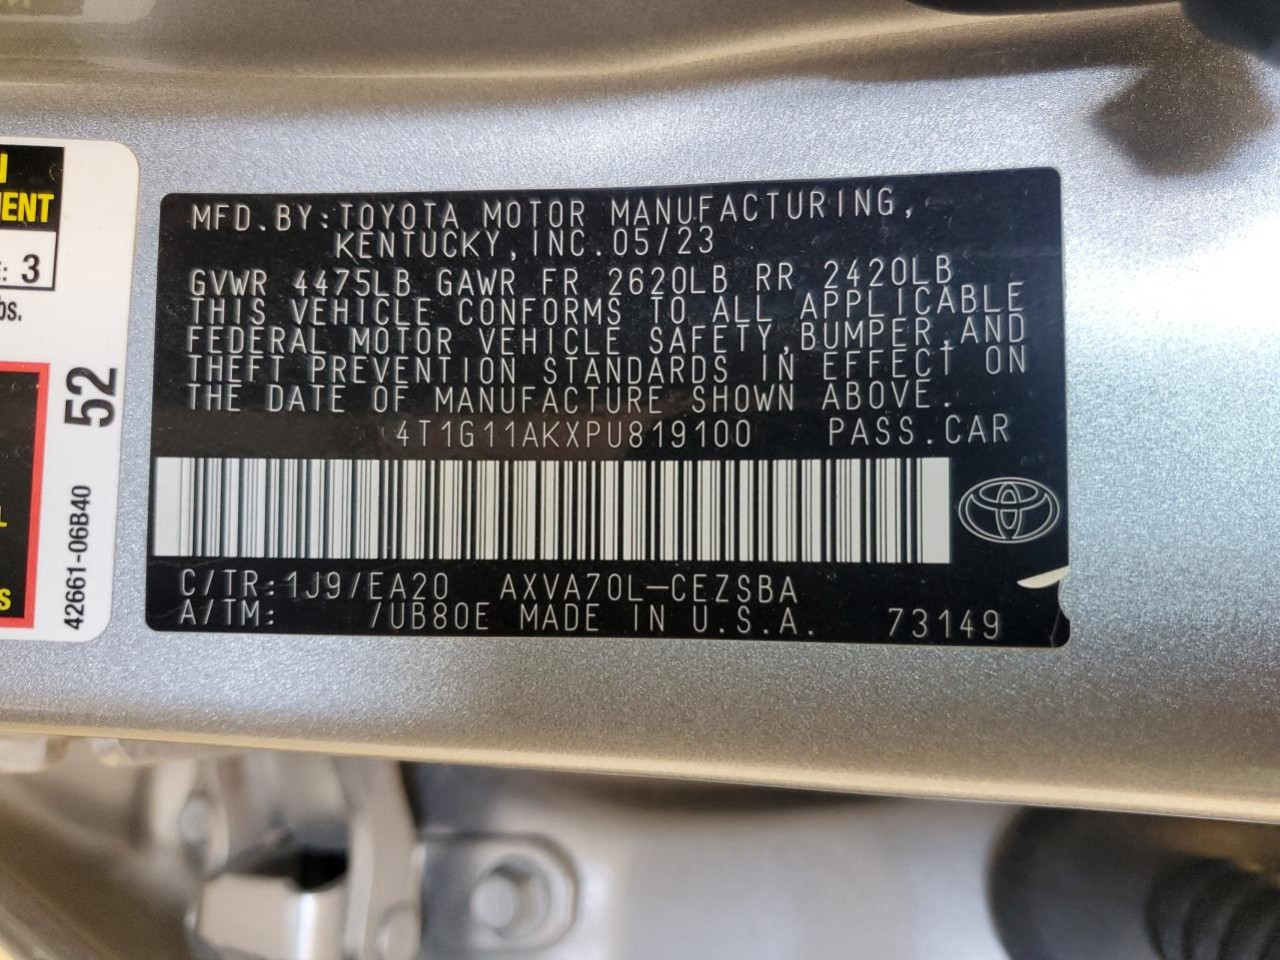 MENT
: 3
bs.
52
42661-06B40
MFD.BY:TOYOTA MOTOR MANUFACTURING,
KENTUCKY,INC.05/23
GVWR 4475LB GAWR FR 2620LB RR 2420LB
THIS VEHICLE CONFORMS TO ALL APPLICABLE
FEDERAL MOTOR VEHICLE SAFETY,BUMPER,AND
THEFT PREVENTION STANDARDS IN EFFECT ON
THE DATE OF MANUFACTURE SHOWN ABOVE.
4T1G11AKXPU819100 PASS.CAR
C/TR:1J9/EA20 AXVA70L-CEZSBA
A/TM: /UB80E MADE IN U.S.A. 73149